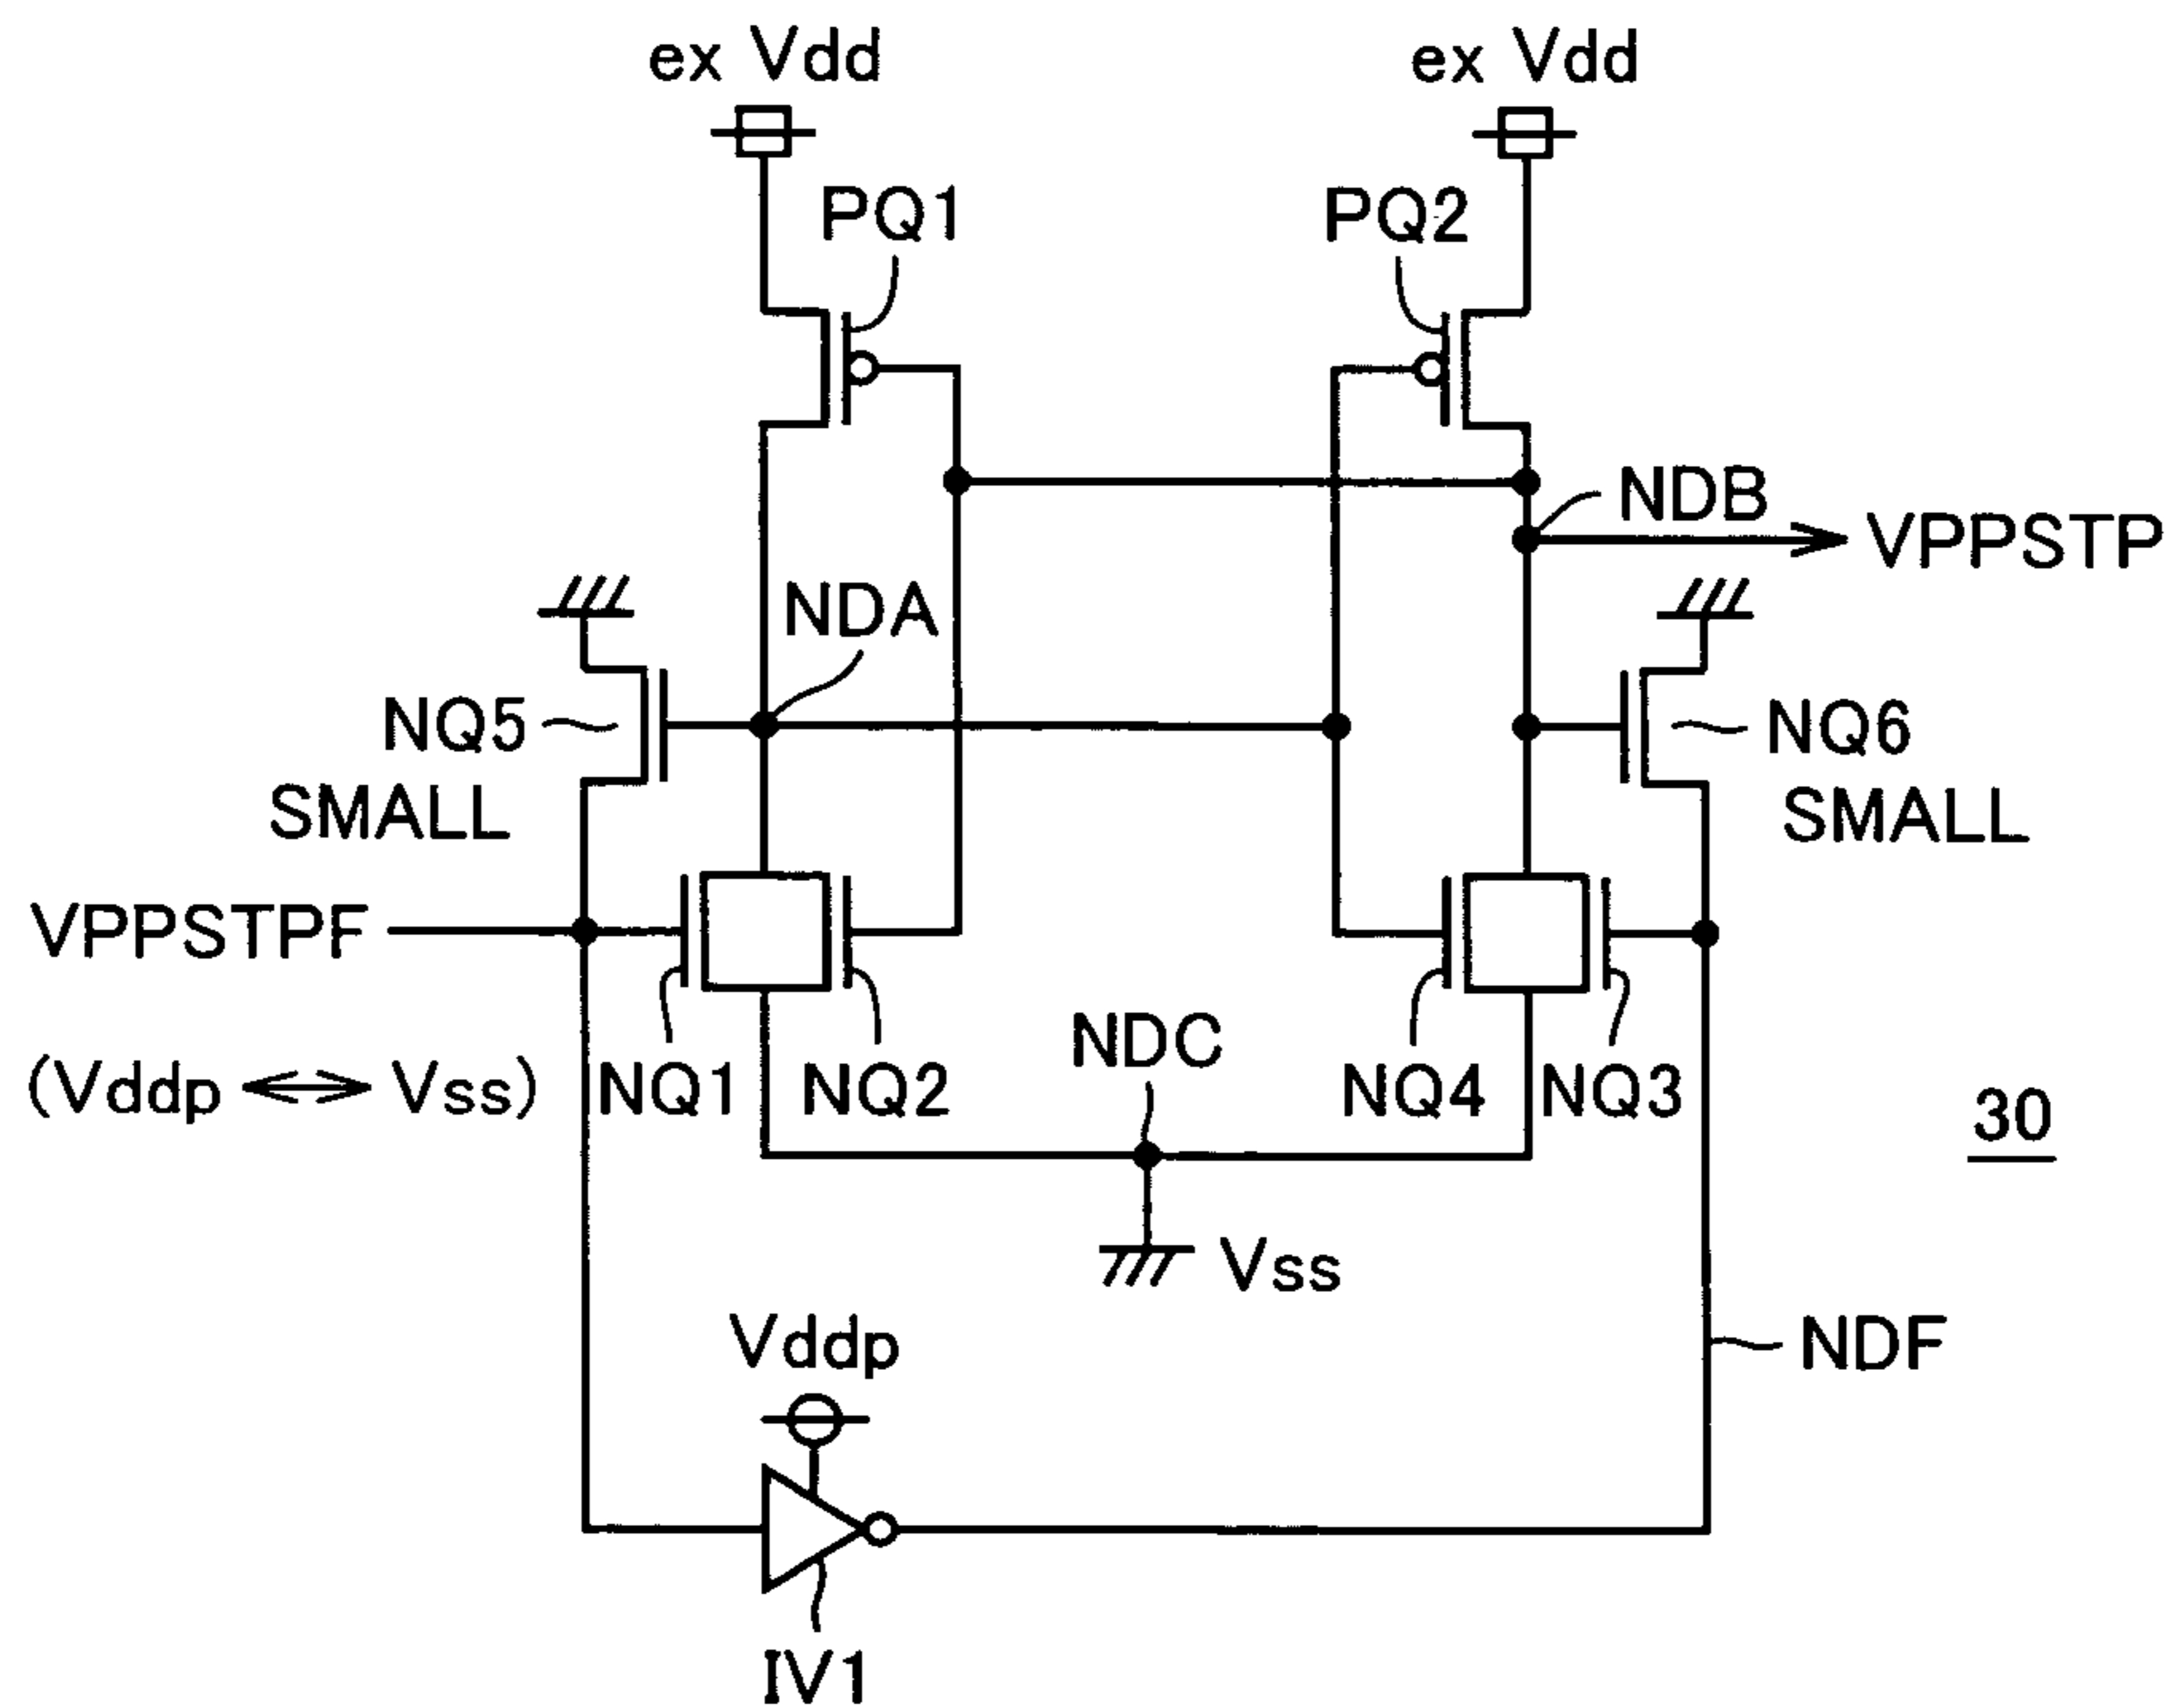 ex Vdd
ex Vdd
PQ1
PQ2
NDB
VPPSTP
NDA
NQ5
SMALL
NQ6
SMALL
VPPSTPF
(Vddp ⇔ Vss)
NQ1
NQ2
NDC
NQ4
NQ3
30
Vss
Vddp
NDF
IV1